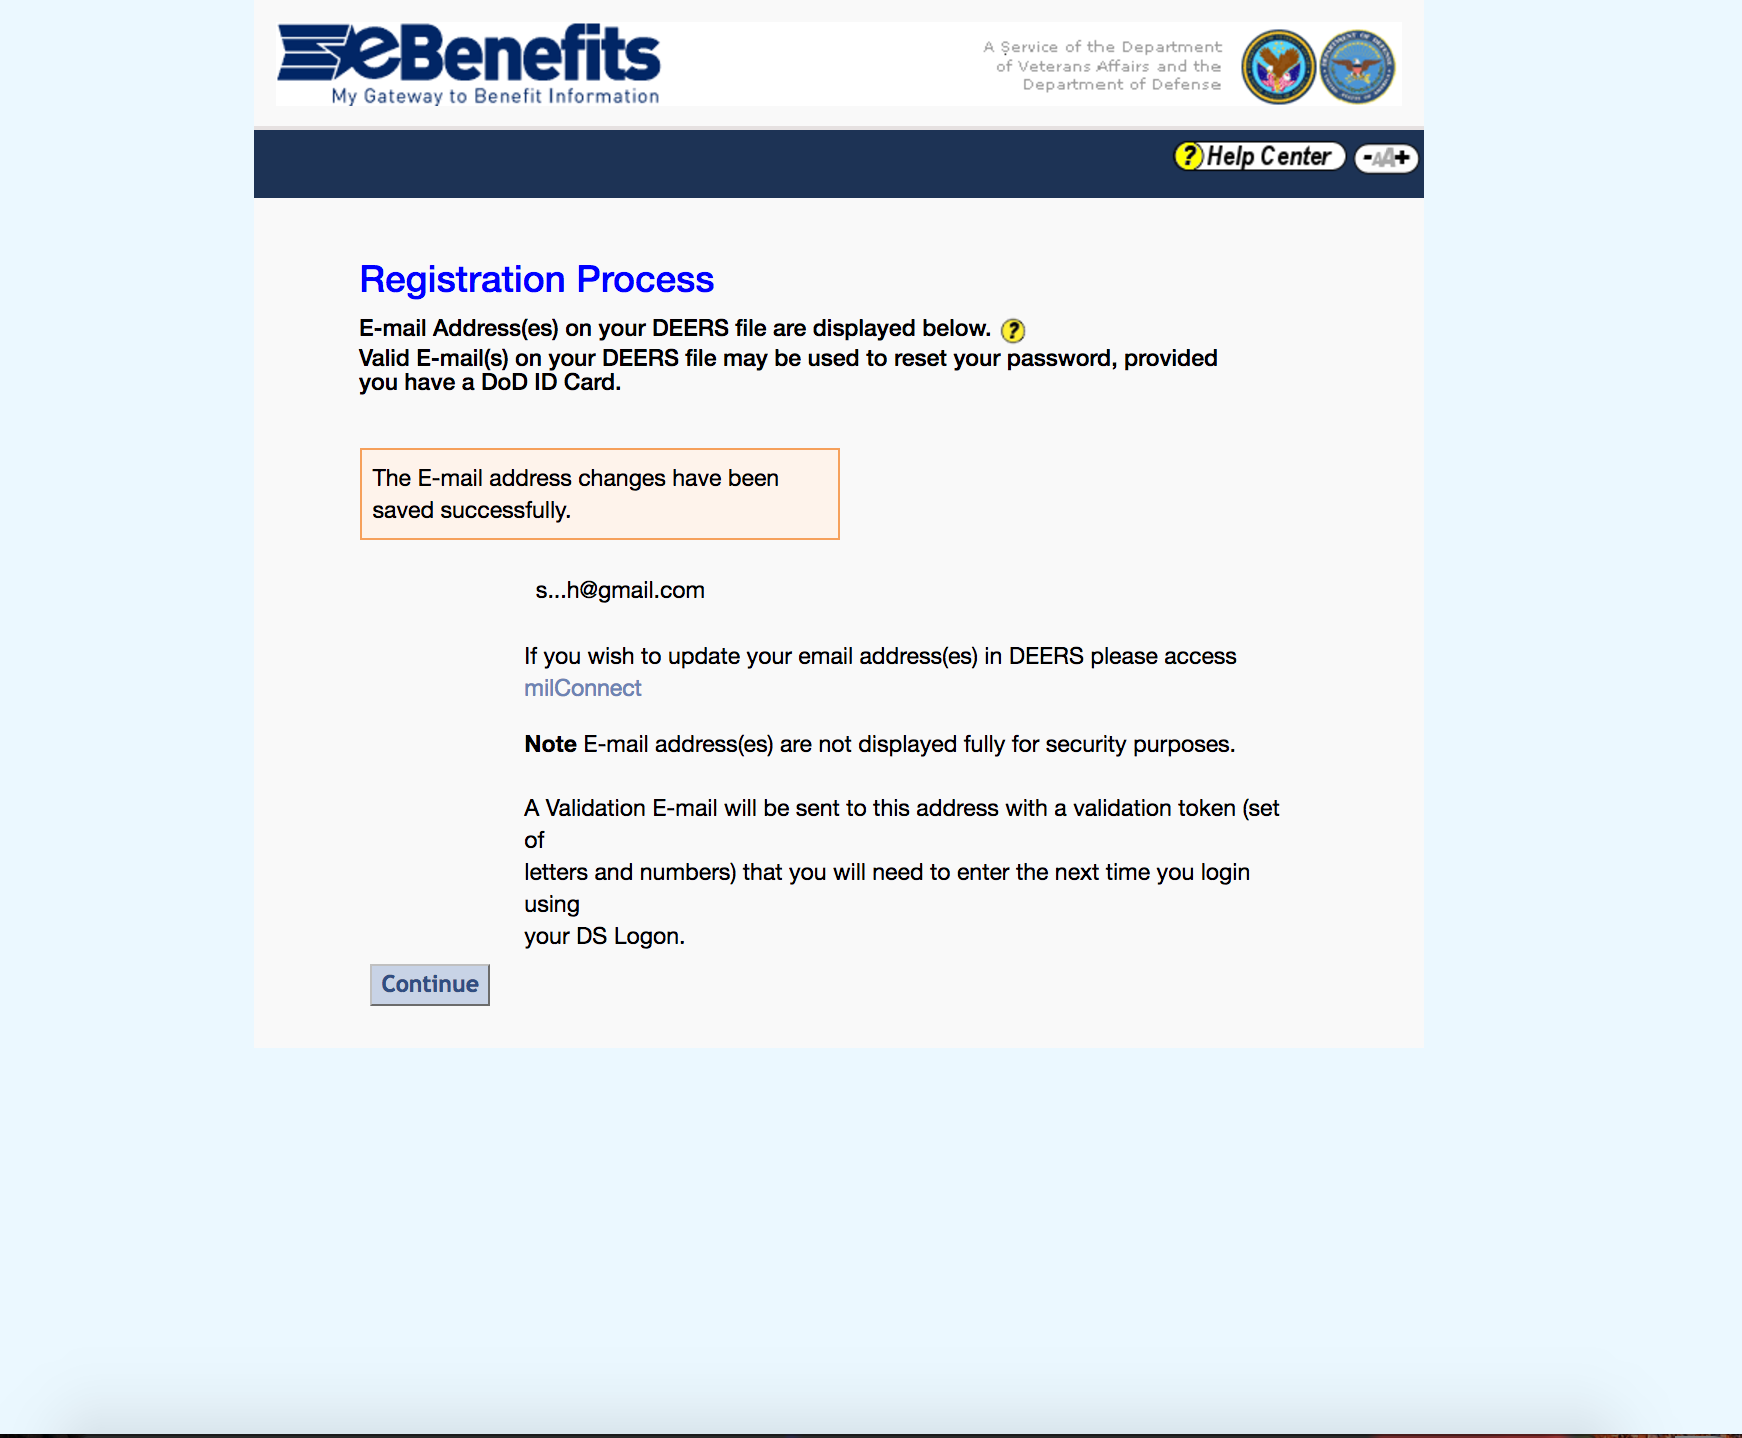 eBenefits
My Gateway to Benefit Information
A Service of the Department
of Veterans Affairs and the
Department of Defense
? Help Center
-AA+
Registration Process
E-mail Address(es) on your DEERS file are displayed below. ?
Valid E-mail(s) on your DEERS file may be used to reset your password, provided
you have a DoD ID Card.
The E-mail address changes have been
saved successfully.
s...h@gmail.com
If you wish to update your email address(es) in DEERS please access
milConnect
Note E-mail address(es) are not displayed fully for security purposes.
A Validation E-mail will be sent to this address with a validation token (set
of
letters and numbers) that you will need to enter the next time you login
using
your DS Logon.
Continue